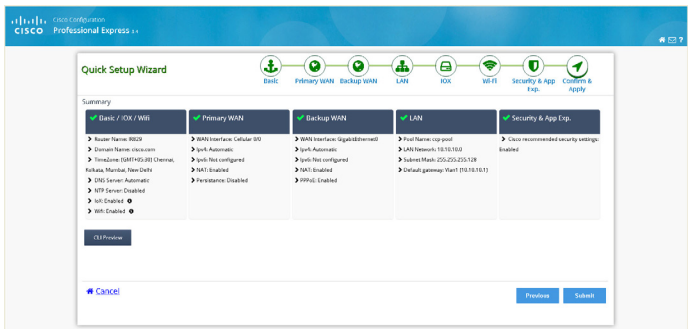 Cisco Configuration
CISCO Professional Express 3.4
?
Quick Setup Wizard
Basic
Primary WAN
Backup WAN
LAN
IOX
Wi-Fi
Security & App Exp.
Confirm & Apply
Summary
Basic / IOX / Wifi
Router Name: IR829
Domain Name: cisco.com
TimeZone: (GMT+05:30) Chennai,
Kolkata, Mumbai, New Delhi
DNS Server: Automatic
NTP Server: Disabled
IoX: Enabled
Wifi: Enabled
Primary WAN
WAN Interface: Cellular 0/0
Ipv4: Automatic
Ipv6: Not configured
NAT: Enabled
Persistance: Disabled
Backup WAN
WAN Interface: GigabitEthernet0
Ipv4: Automatic
Ipv6: Not configured
NAT: Enabled
PPPoE: Enabled
LAN
Pool Name: ccp-pool
LAN Network: 10.10.10.0
Subnet Mask: 255.255.255.128
Default gateway: Vlan1 (10.10.10.1)
Security & App Exp.
Cisco recommended security settings:
Enabled
CLI Preview
Cancel
Previous
Submit